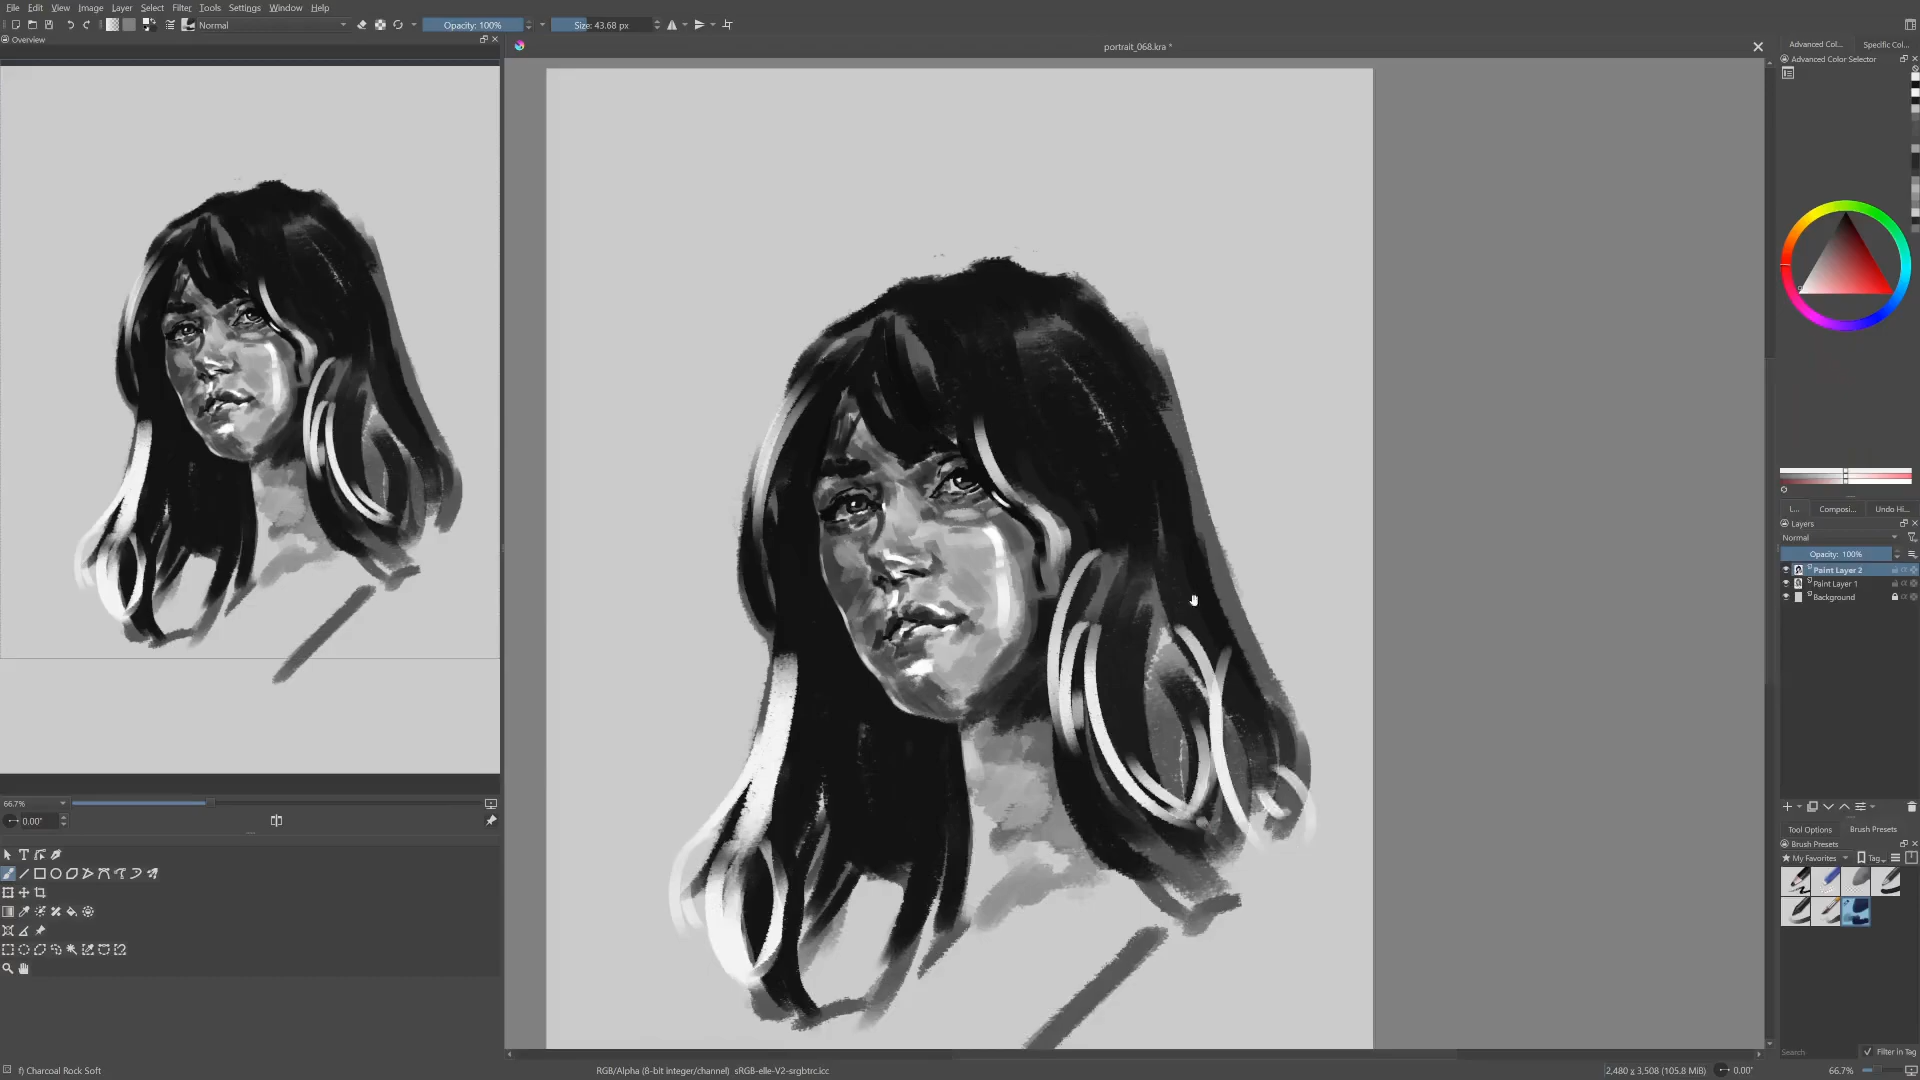 File Edit View Image Layer Select Filter Tools Settings Window Help
Normal
Opacity: 100%
Size: 43.68 px
Overview
portrait_068.kra *
Advanced Col...
Specific Col...
Advanced Color Selector
L...
Composi...
Undo Hi...
Layers
Normal
Opacity: 100%
Paint Layer 2
Paint Layer 1
Background
66.7%
0.00°
Tool Options
Brush Presets
Brush Presets
My Favorites
Tag
Search
Filter in Tag
f) Charcoal Rock Soft
RGB/Alpha (8-bit integer/channel) sRGB-elle-V2-srgbtrc.icc
2,480 x 3,508 (105.8 MiB)
0.00°
66.7%